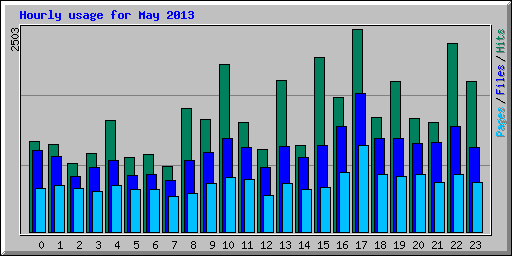 Hourly usage for May 2013
2503
Pages/Files/Hits
0 1 2 3 4 5 6 7 8 9 10 11 12 13 14 15 16 17 18 19 20 21 22 23